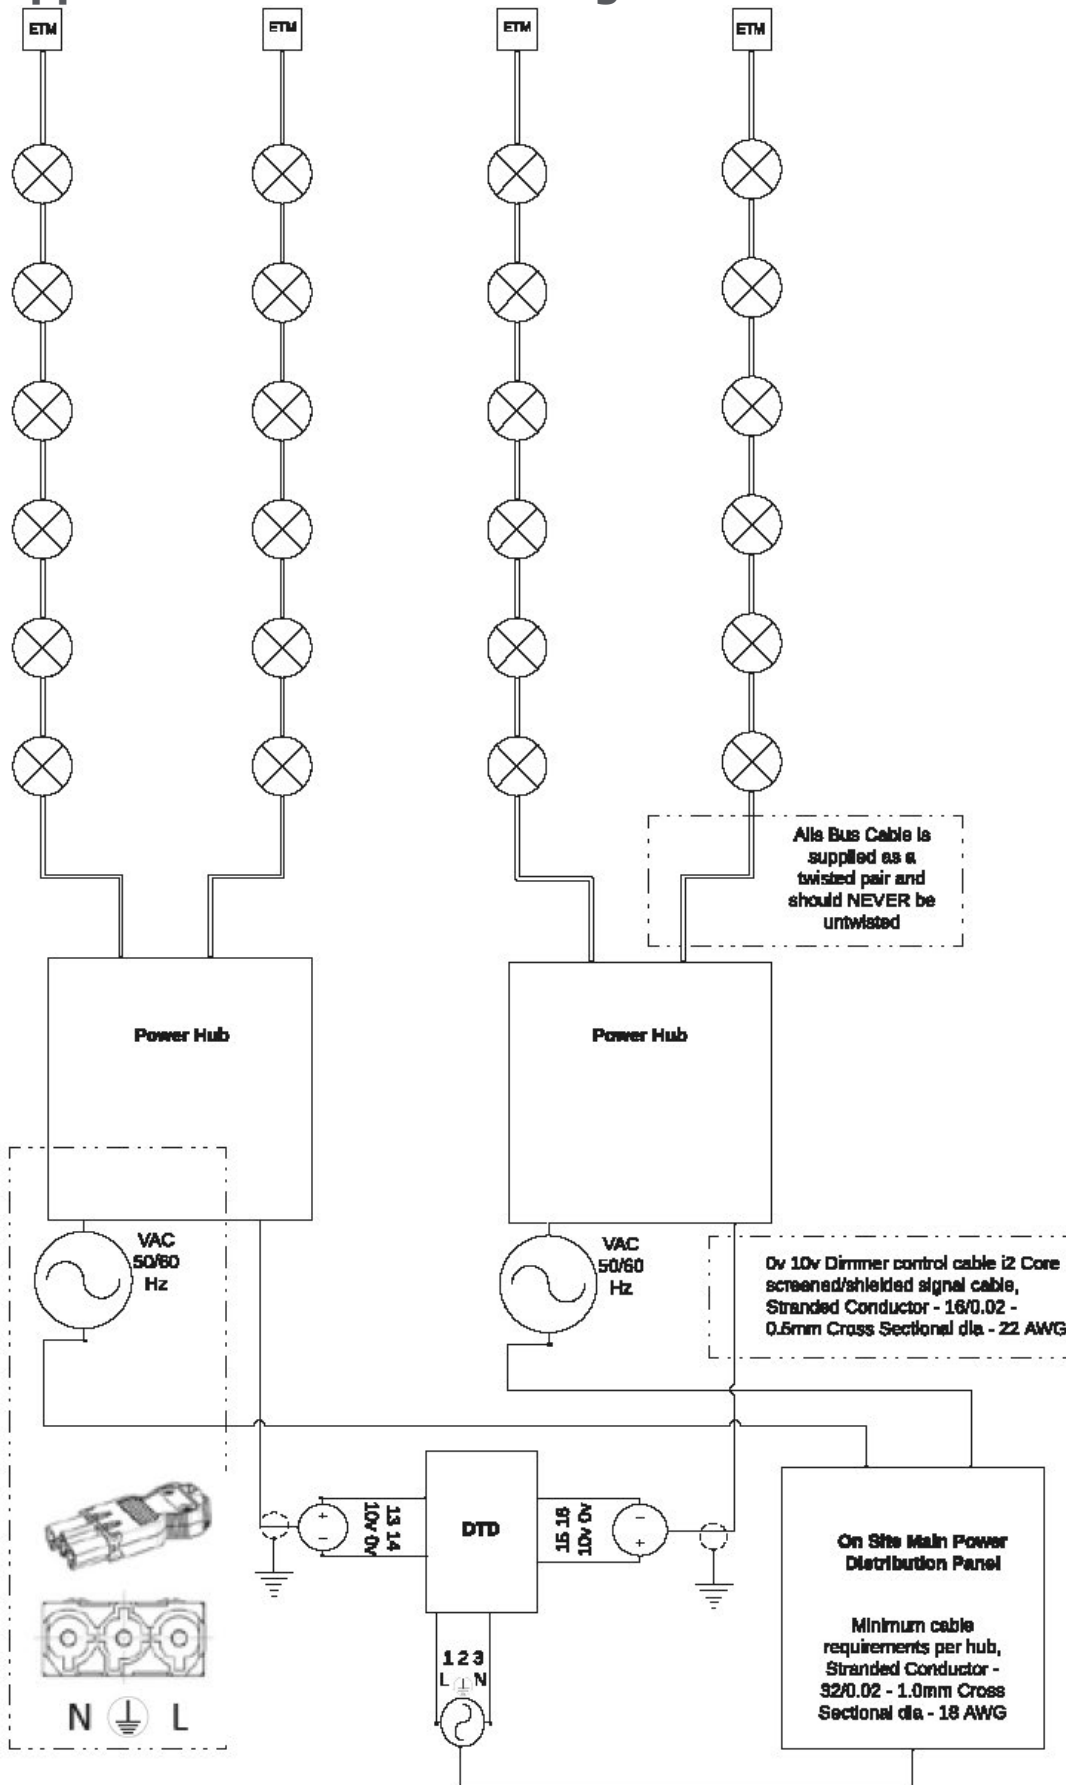 ETM
ETM
ETM
ETM
Alis Bus Cable is
supplied as a
twisted pair and
should NEVER be
untwisted
Power Hub
Power Hub
VAC
50/60
Hz
VAC
50/60
Hz
0v 10v Dimmer control cable i2 Core
screened/shielded signal cable,
Stranded Conductor - 16/0.02 -
0.5mm Cross Sectional dia - 22 AWG
13 14
10v 0v
DTD
15 16
10v 0v
On Site Main Power
Distribution Panel
Minimum cable
requirements per hub,
Stranded Conductor -
32/0.02 - 1.0mm Cross
Sectional dia - 18 AWG
1 2 3
L N
N L